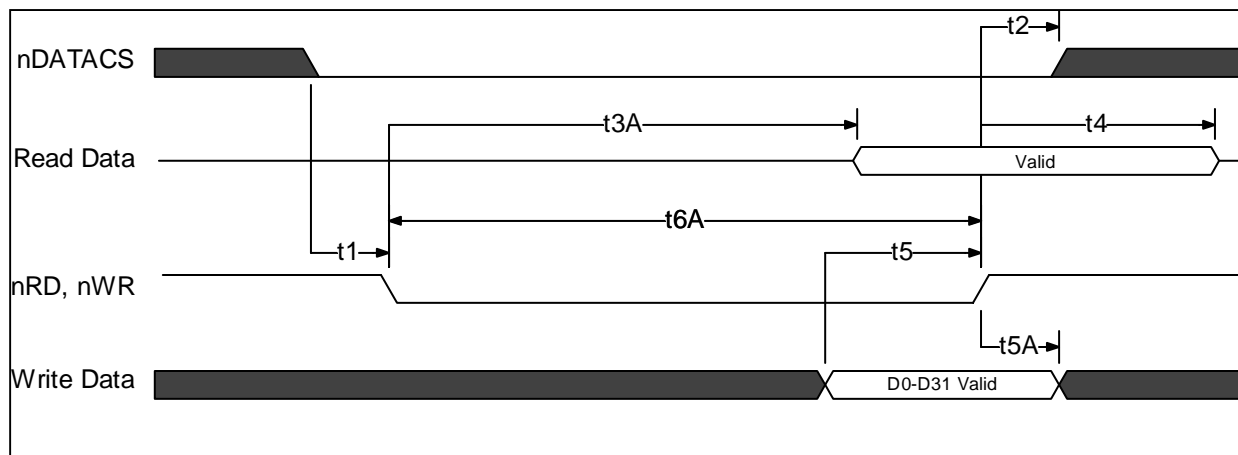 t2
nDATACS
t3A
t4
Read Data
Valid
t6A
t1
t5
nRD, nWR
t5A
Write Data
D0-D31 Valid